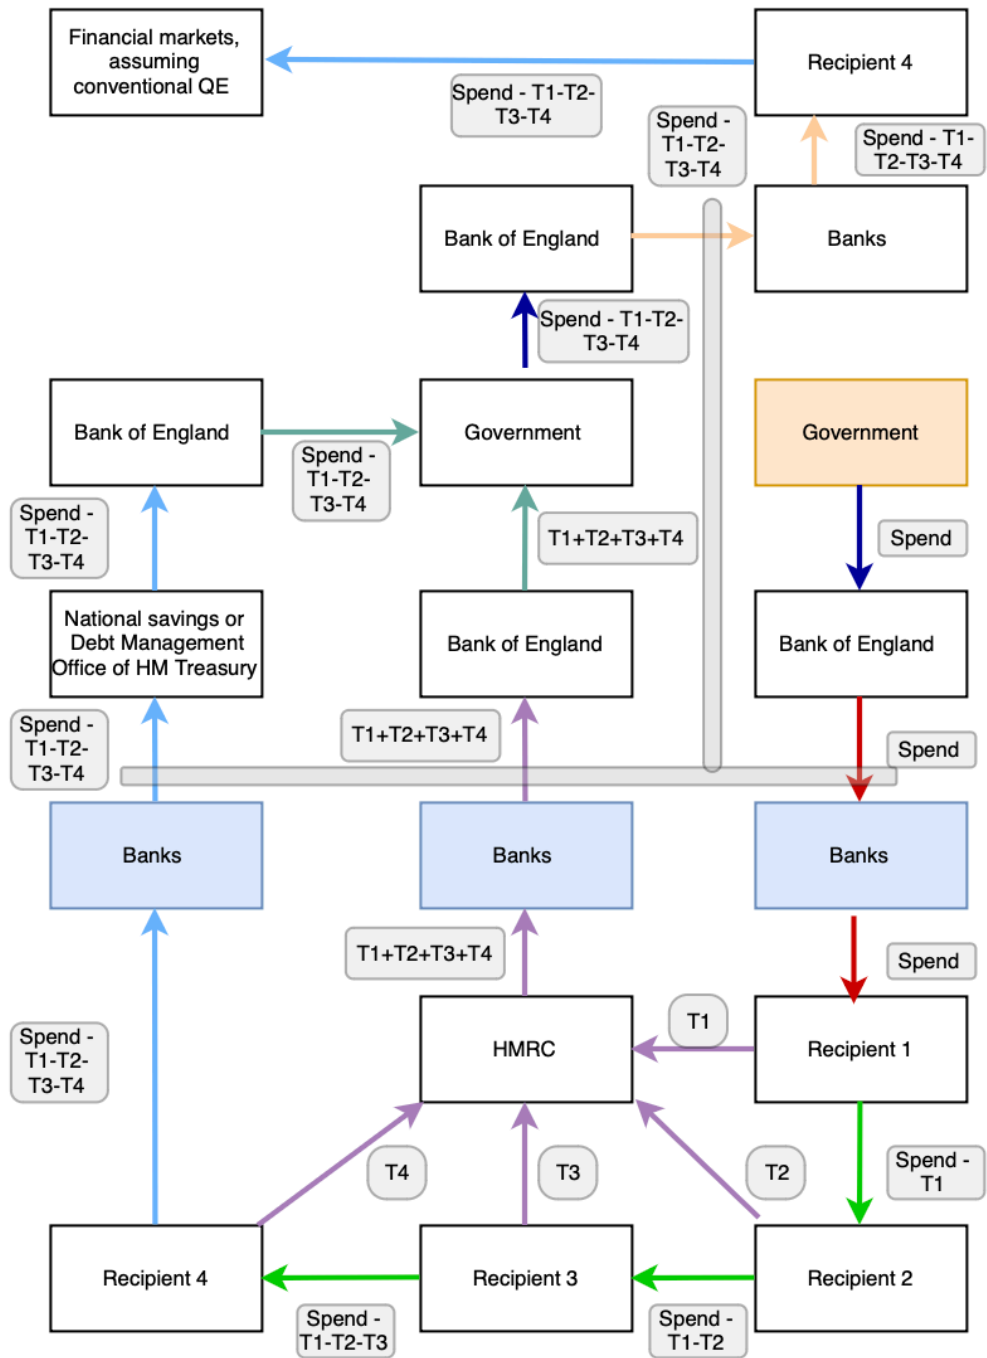 Financial markets,
assuming
conventional QE
Recipient 4
Spend - T1-T2-
T3-T4
Spend -
T1-T2-
T3-T4
Spend - T1-
T2-T3-T4
Bank of England
Banks
Spend - T1-T2-
T3-T4
Bank of England
Government
Government
Spend -
T1-T2-
T3-T4
Spend -
T1-T2-
T3-T4
T1+T2+T3+T4
Spend
National savings or
Debt Management
Office of HM Treasury
Bank of England
Bank of England
Spend -
T1-T2-
T3-T4
T1+T2+T3+T4
Spend
Banks
Banks
Banks
T1+T2+T3+T4
Spend
Spend -
T1-T2-
T3-T4
HMRC
T1
Recipient 1
T4
T3
T2
Spend -
T1
Recipient 4
Recipient 3
Recipient 2
Spend -
T1-T2-T3
Spend -
T1-T2